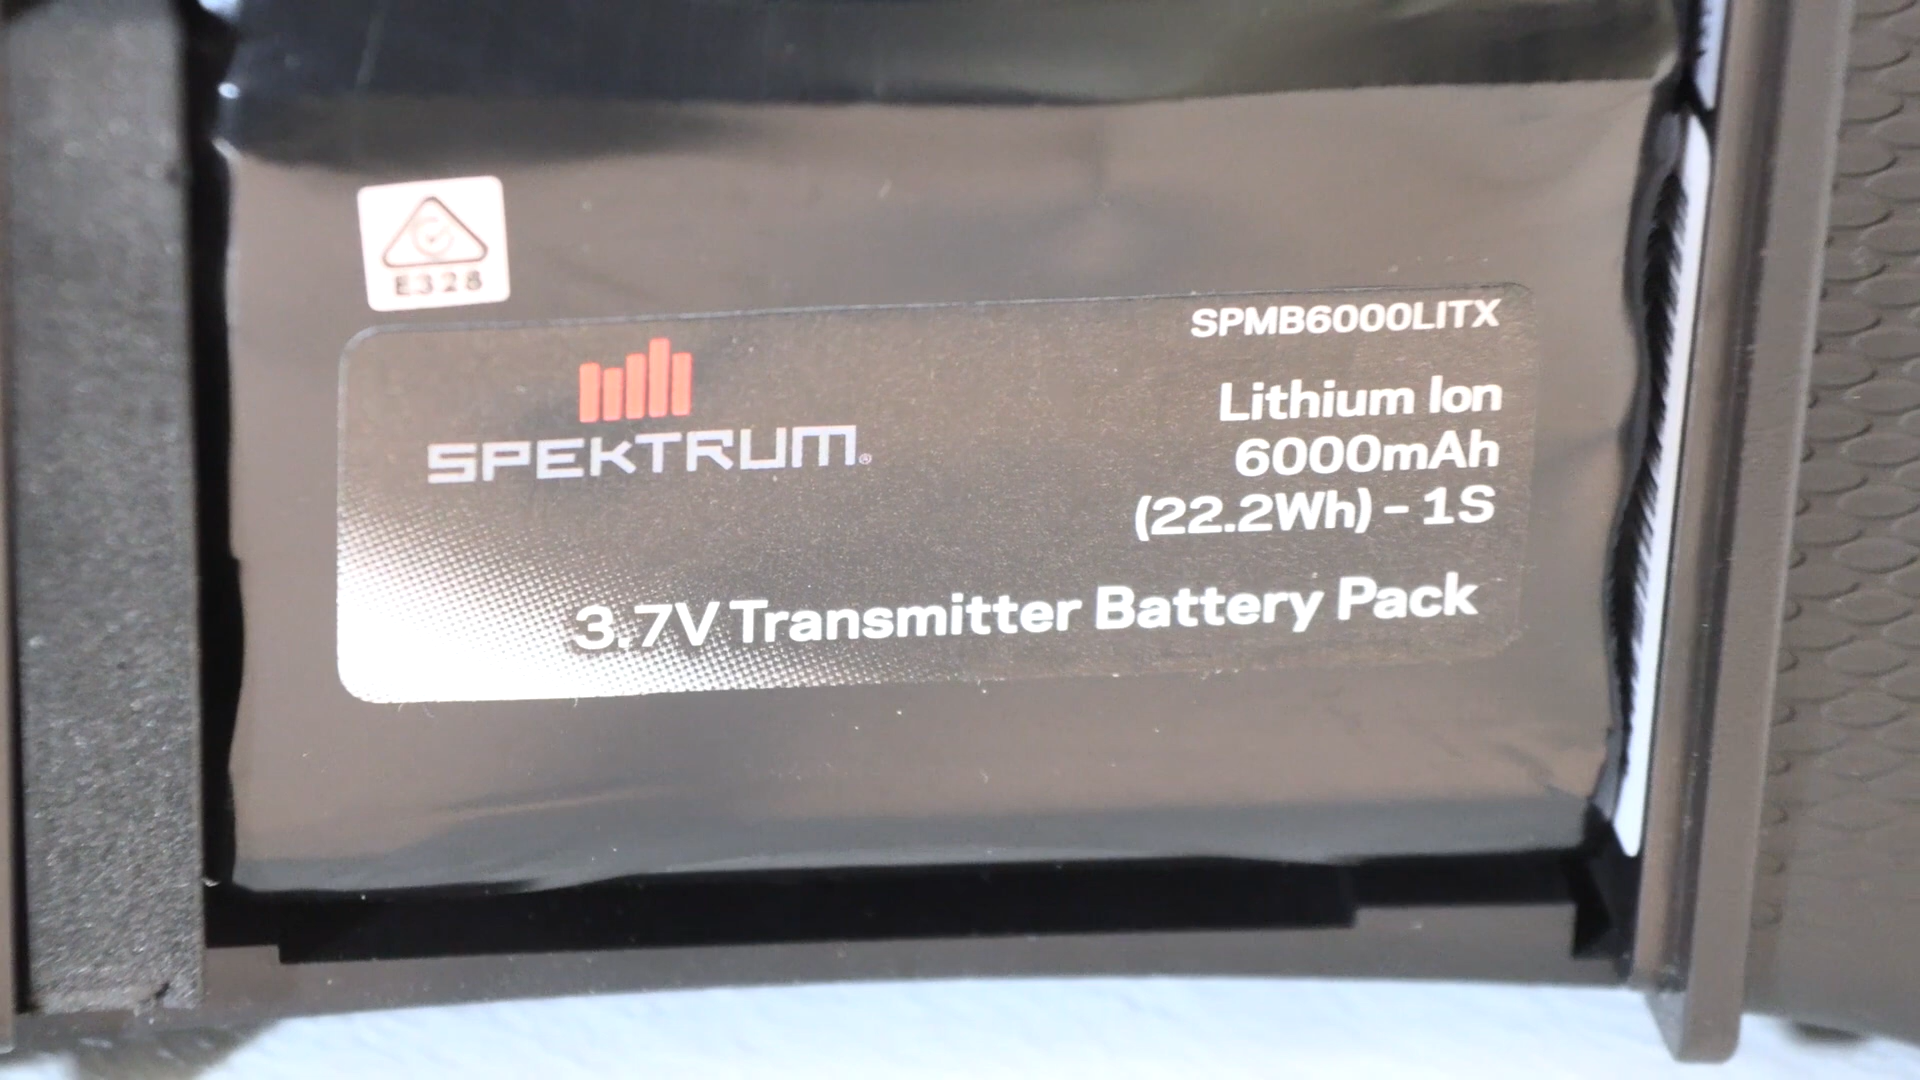 E328
SPMB6000LITX
SPEKTRUM®
Lithium Ion
6000mAh
(22.2Wh) – 1S
3.7V Transmitter Battery Pack